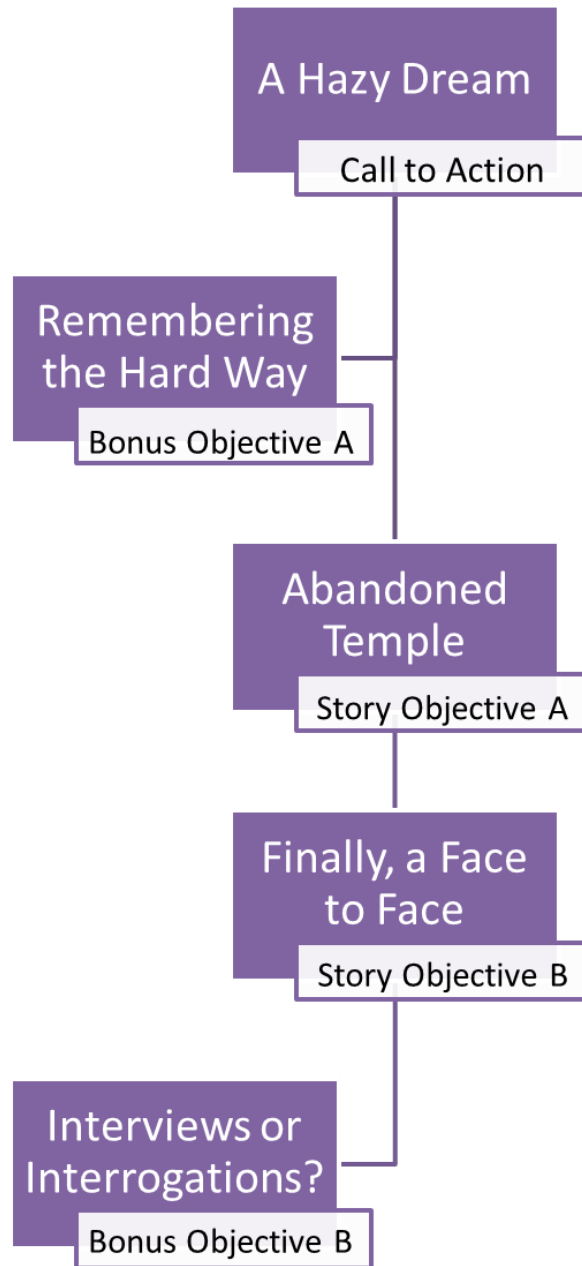 A Hazy Dream
Call to Action
Remembering
the Hard Way
Bonus Objective A
Abandoned
Temple
Story Objective A
Finally, a Face
to Face
Story Objective B
Interviews or
Interrogations?
Bonus Objective B